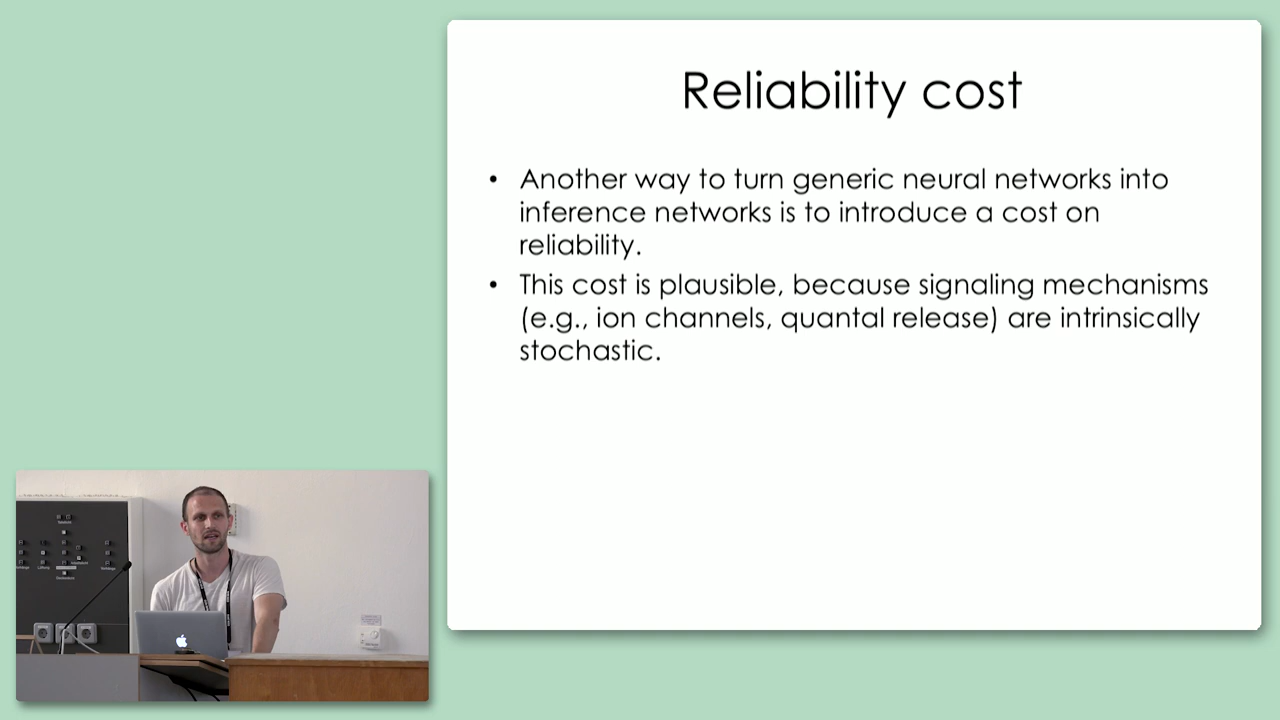 Reliability cost
• Another way to turn generic neural networks into
inference networks is to introduce a cost on
reliability.
• This cost is plausible, because signaling mechanisms
(e.g., ion channels, quantal release) are intrinsically
stochastic.